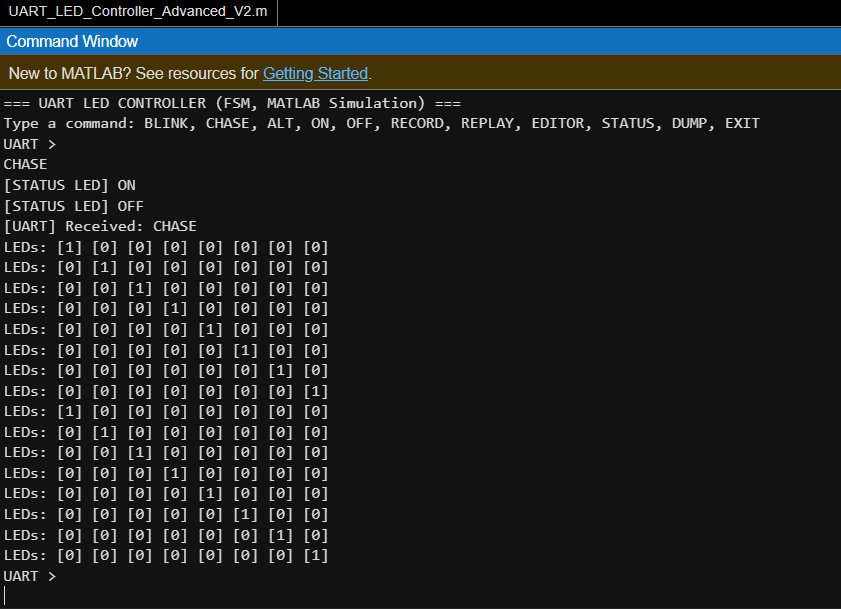 UART_LED_Controller_Advanced_V2.m
Command Window
New to MATLAB? See resources for Getting Started.
=== UART LED CONTROLLER (FSM, MATLAB Simulation) ===
Type a command: BLINK, CHASE, ALT, ON, OFF, RECORD, REPLAY, EDITOR, STATUS, DUMP, EXIT
UART >
CHASE
[STATUS LED] ON
[STATUS LED] OFF
[UART] Received: CHASE
LEDs: [1] [0] [0] [0] [0] [0] [0] [0]
LEDs: [0] [1] [0] [0] [0] [0] [0] [0]
LEDs: [0] [0] [1] [0] [0] [0] [0] [0]
LEDs: [0] [0] [0] [1] [0] [0] [0] [0]
LEDs: [0] [0] [0] [0] [1] [0] [0] [0]
LEDs: [0] [0] [0] [0] [0] [1] [0] [0]
LEDs: [0] [0] [0] [0] [0] [0] [1] [0]
LEDs: [0] [0] [0] [0] [0] [0] [0] [1]
LEDs: [1] [0] [0] [0] [0] [0] [0] [0]
LEDs: [0] [1] [0] [0] [0] [0] [0] [0]
LEDs: [0] [0] [1] [0] [0] [0] [0] [0]
LEDs: [0] [0] [0] [1] [0] [0] [0] [0]
LEDs: [0] [0] [0] [0] [1] [0] [0] [0]
LEDs: [0] [0] [0] [0] [0] [1] [0] [0]
LEDs: [0] [0] [0] [0] [0] [0] [1] [0]
LEDs: [0] [0] [0] [0] [0] [0] [0] [1]
UART >